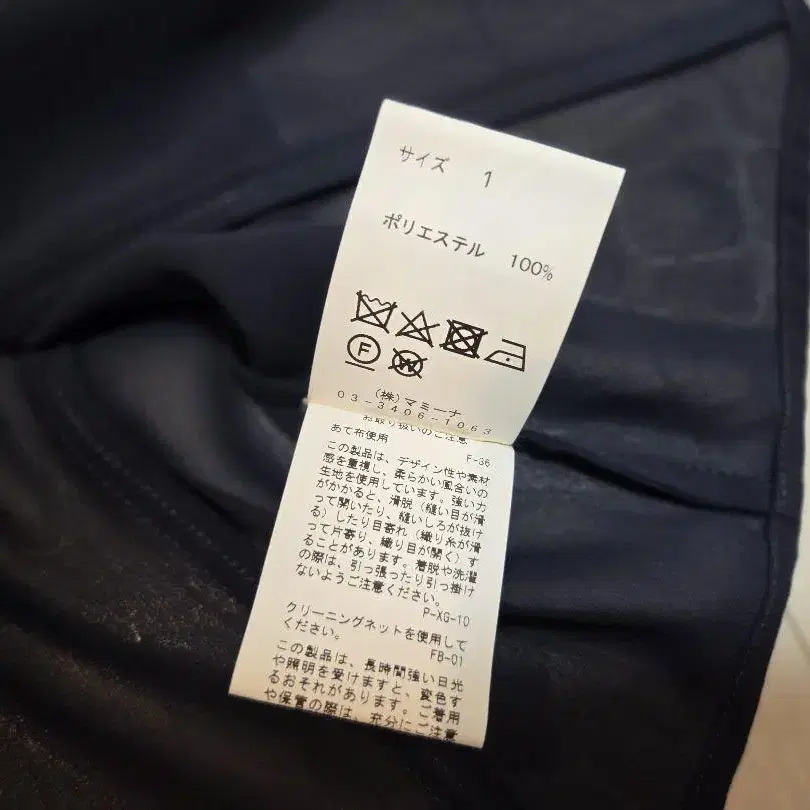 サイズ 1
ポリエステル 100%
F
W
(株)マミーナ
03-3406-1063
お取り扱いのご注意
あて布使用 F-36
この製品は、デザイン性や素材
感を重視し、柔らかい風合いの
生地を使用しています。強い力
がかかると、滑脱(縫い目が滑
って開いたり、縫いしろが抜け
る)したり目寄れ(織り糸が滑
って片寄り、織り目が開く)す
ることがあります。着脱や洗濯
の際は、引っ張ったり引っ掛け
ないようご注意ください。
P-XG-10
クリーニングネットを使用して
ください。
FB-01
この製品は、長時間強い日光
や照明を受けますと、変色す
るおそれがあります。ご着用
や保管の際は、充分にご注意